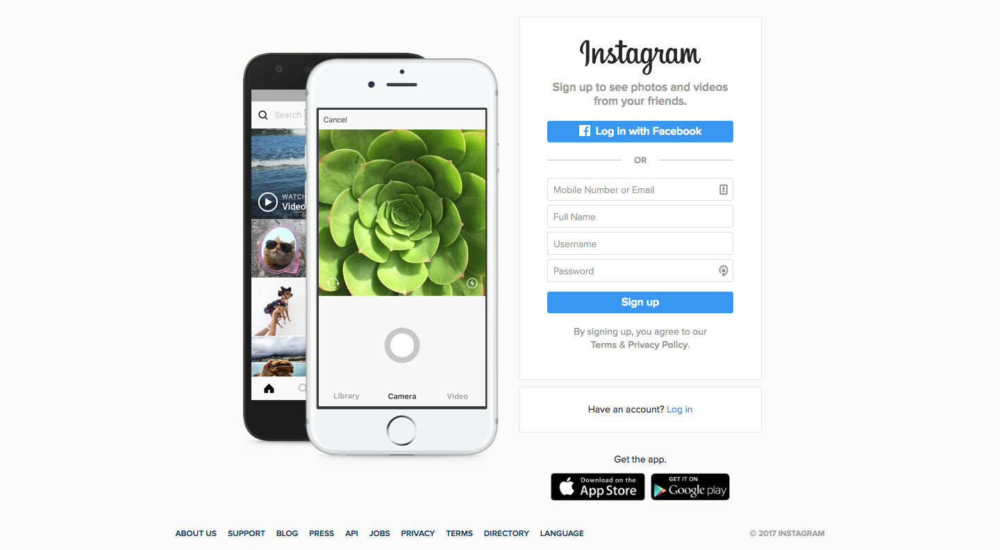 Search
WATCH
Video
Cancel
Library
Camera
Video
Instagram
Sign up to see photos and videos
from your friends.
Log in with Facebook
OR
Mobile Number or Email
Full Name
Username
Password
Sign up
By signing up, you agree to our
Terms & Privacy Policy.
Have an account? Log in
Get the app.
Download on the
App Store
GET IT ON
Google play
ABOUT US SUPPORT BLOG PRESS API JOBS PRIVACY TERMS DIRECTORY LANGUAGE © 2017 INSTAGRAM